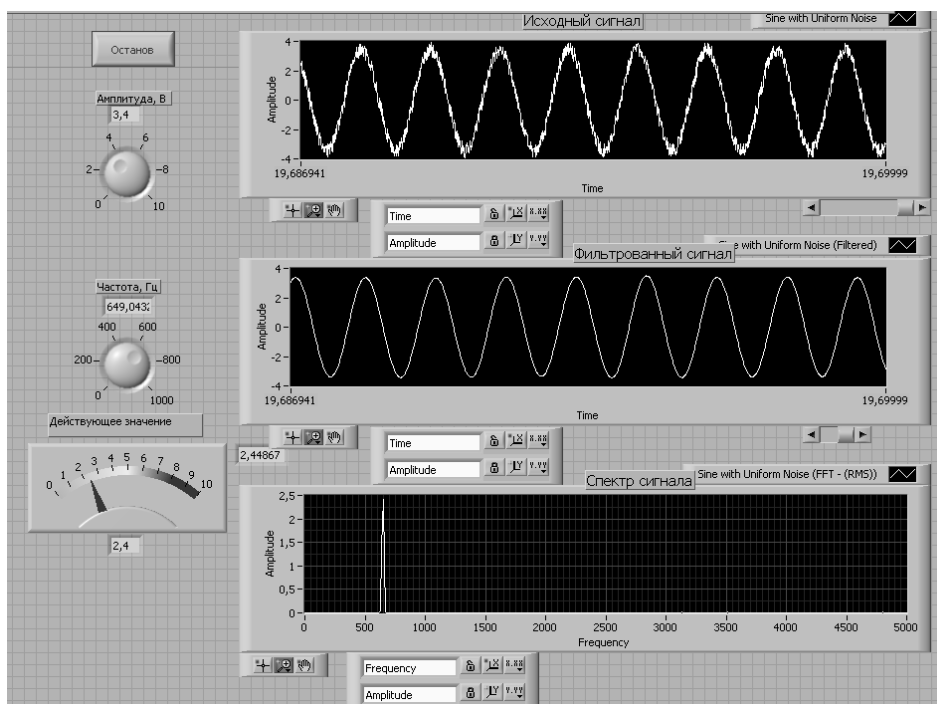 Останов
Амплитуда, В
3,4
4 6
2 8
0 10
Частота, Гц
649,043
400 600
200 800
0 1000
Действующее значение
0 1 2 3 4 5 6 7 8 9 10
2,4
2,44867
Исходный сигнал
Sine with Uniform Noise
Amplitude
4
2
0
-2
-4
19,686941 19,69999
Time
Time
Amplitude
Фильтрованный сигнал
Sine with Uniform Noise (Filtered)
Amplitude
4
2
0
-2
-4
19,686941 19,69999
Time
Time
Amplitude
Спектр сигнала
Sine with Uniform Noise (FFT - (RMS))
Amplitude
2,5
2
1,5
1
0,5
0
0 500 1000 1500 2000 2500 3000 3500 4000 4500 5000
Frequency
Frequency
Amplitude